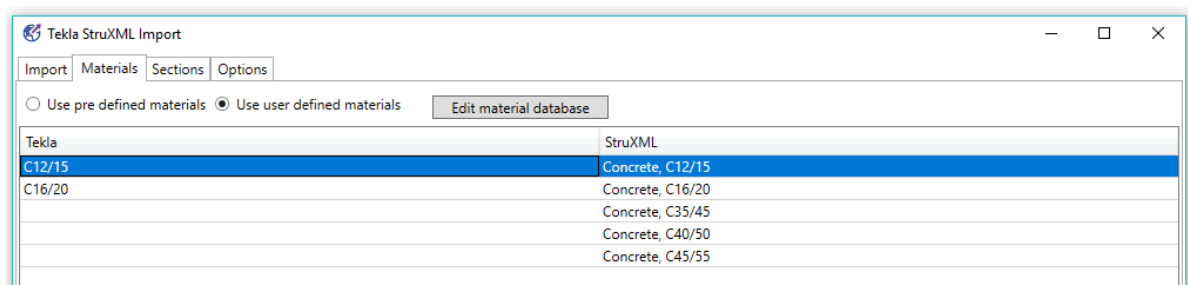 Tekla StruXML Import
Import Materials Sections Options
Use pre defined materials Use user defined materials Edit material database
Tekla StruXML
C12/15 Concrete, C12/15
C16/20 Concrete, C16/20
Concrete, C35/45
Concrete, C40/50
Concrete, C45/55